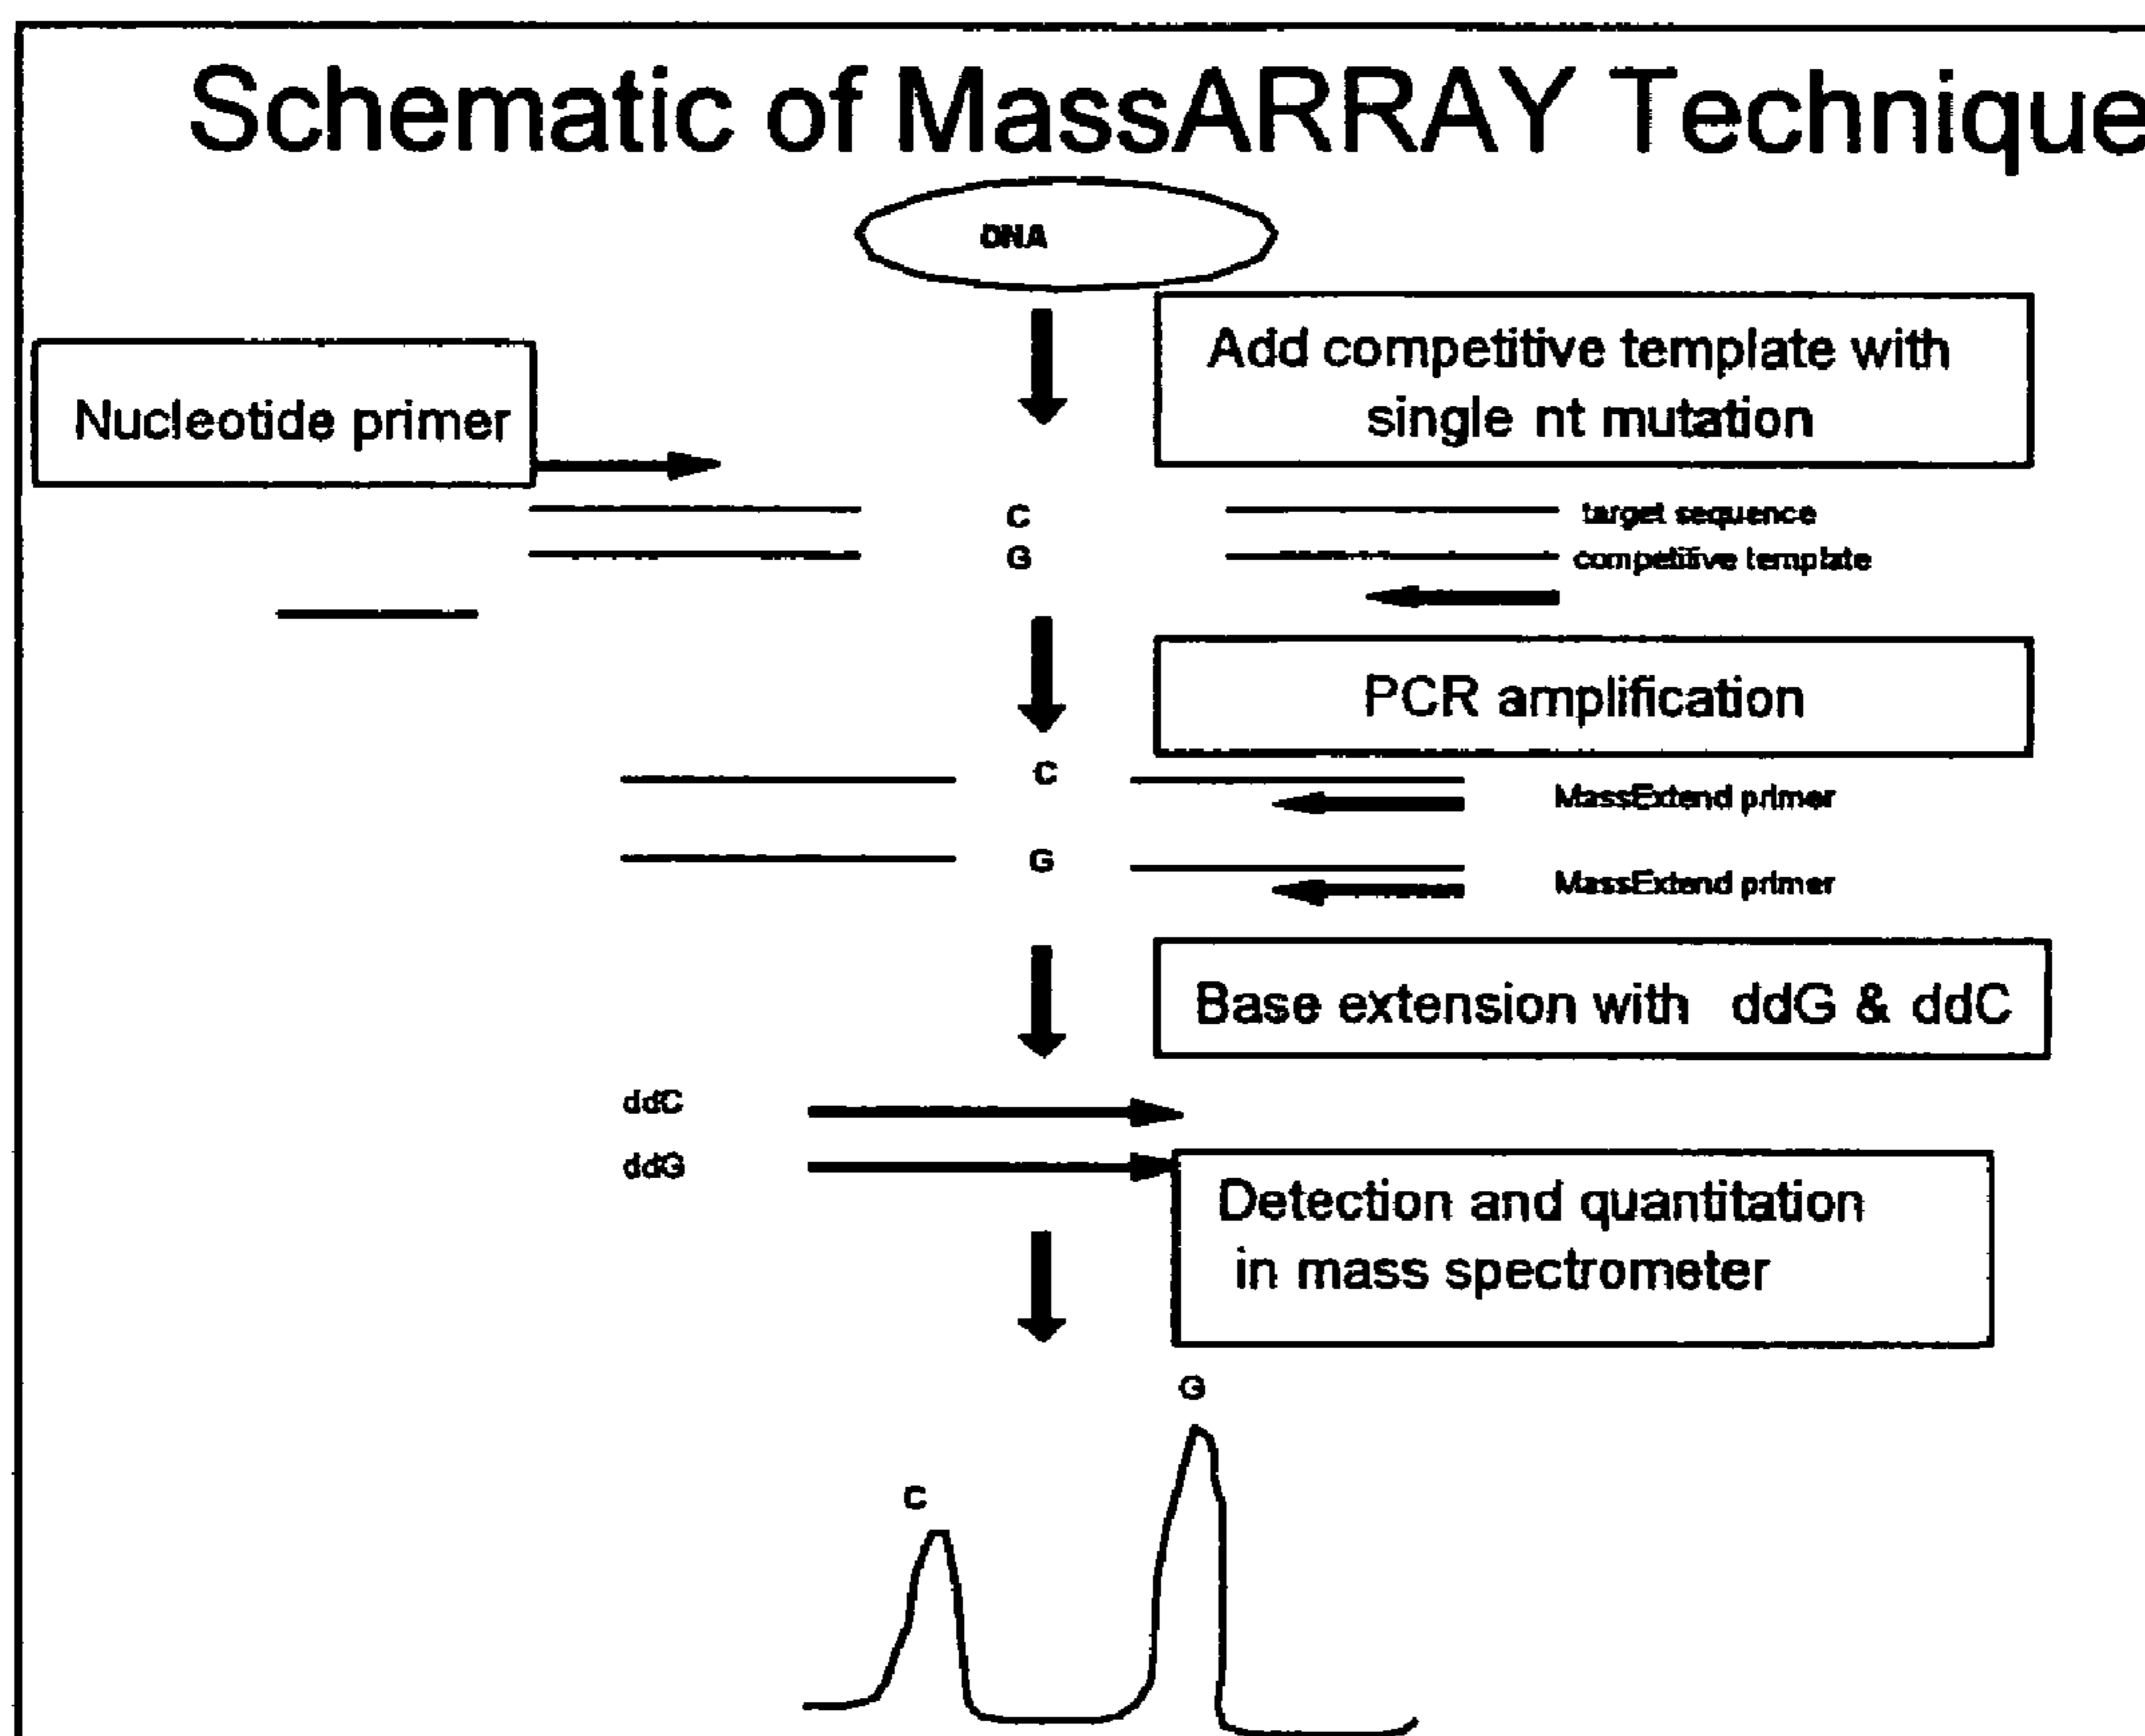 Schematic of MassARRAY Technique
DNA
Add competitive template with
single nt mutation
Nucleotide primer
C
target sequence
G
competitive template
PCR amplification
C
MassExtend primer
G
MassExtend primer
Base extension with ddG & ddC
ddC
ddG
Detection and quantitation
in mass spectrometer
G
C